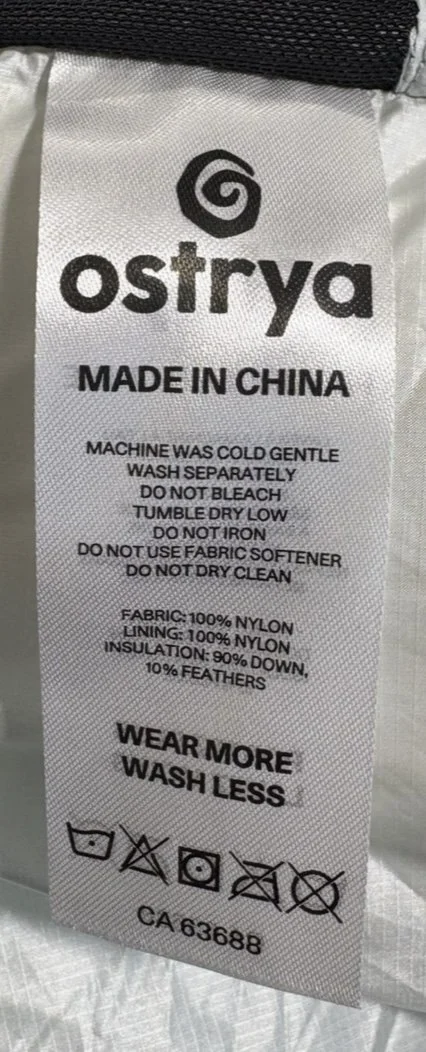 ostrya
MADE IN CHINA
MACHINE WAS COLD GENTLE
WASH SEPARATELY
DO NOT BLEACH
TUMBLE DRY LOW
DO NOT IRON
DO NOT USE FABRIC SOFTENER
DO NOT DRY CLEAN
FABRIC: 100% NYLON
LINING: 100% NYLON
INSULATION: 90% DOWN,
10% FEATHERS
WEAR MORE
WASH LESS
CA 63688